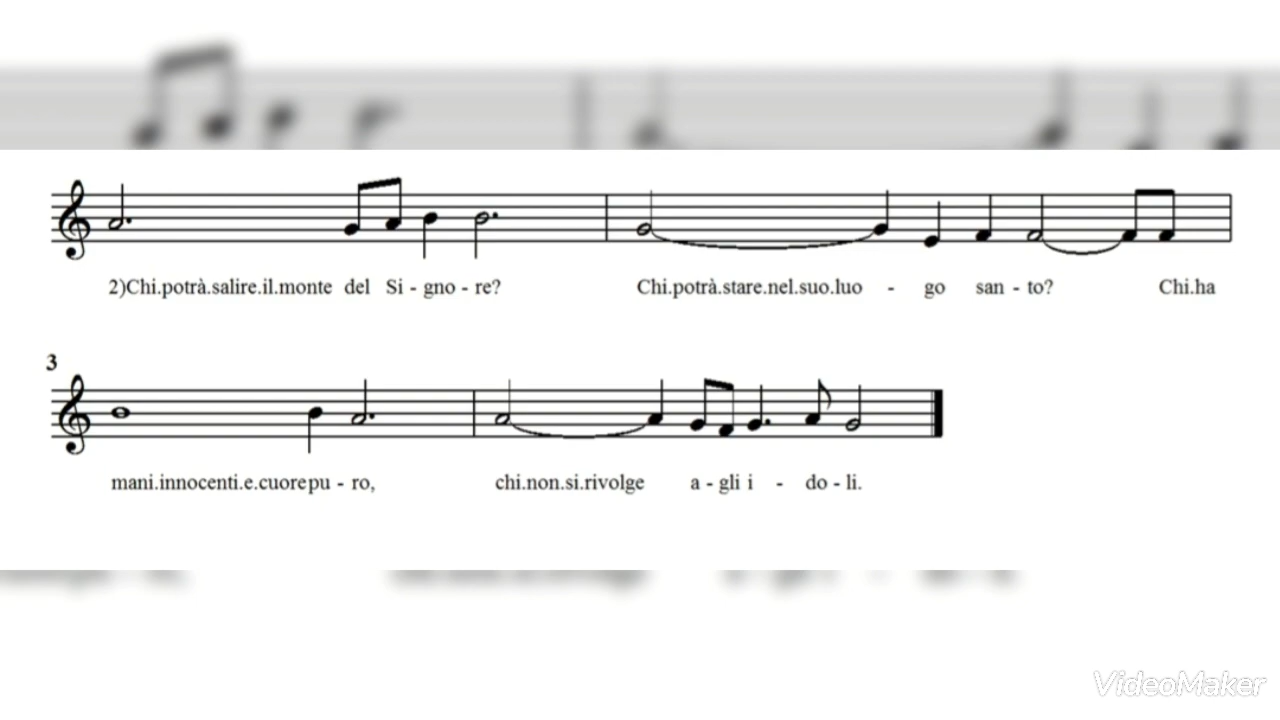 2)Chi.potrà.salire.il.monte del Si - gno - re? Chi.potrà.stare.nel.suo.luo - go san - to? Chi.ha
3
mani.innocenti.e.cuorepu - ro, chi.non.si.rivolge a - gli i - do - li.
VideoMaker